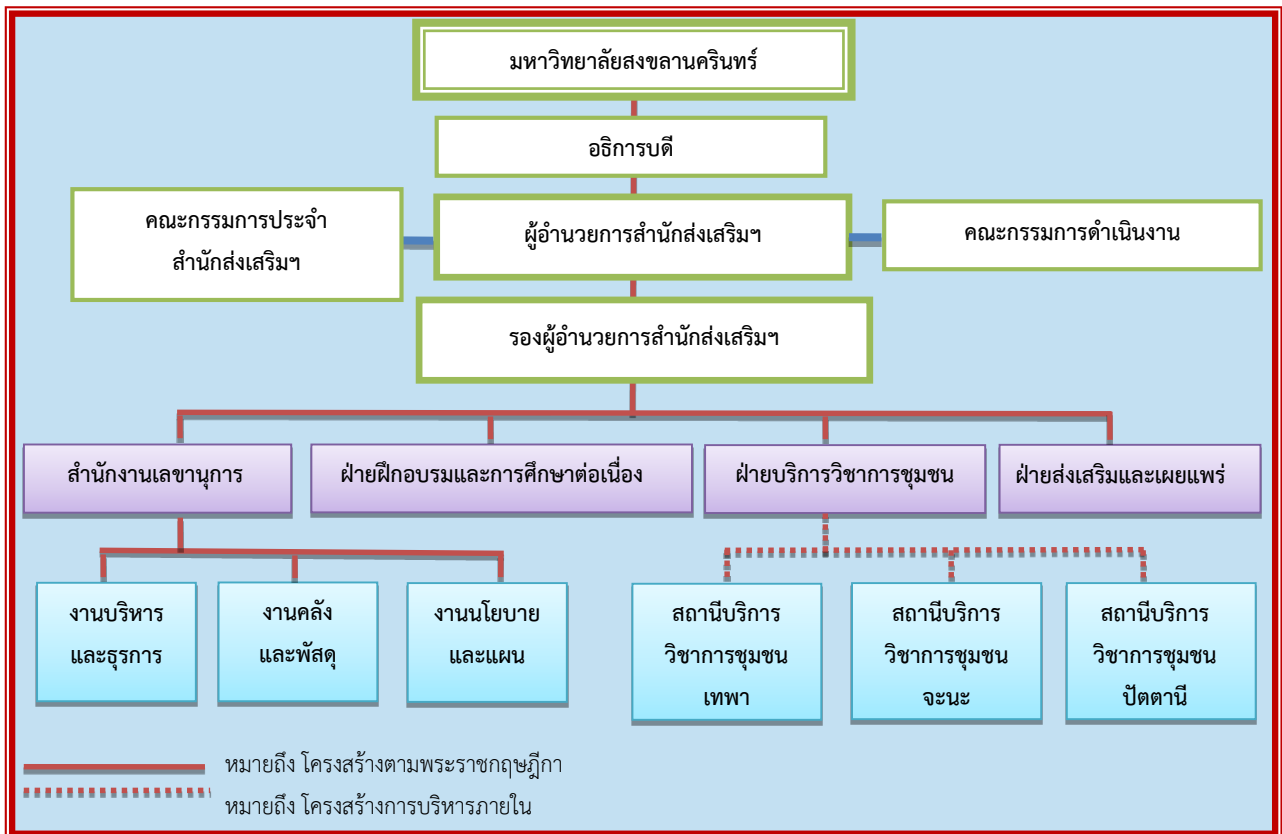 มหาวิทยาลัยสงขลานครินทร์
อธิการบดี
คณะกรรมการประจำ
สำนักส่งเสริมฯ
ผู้อำนวยการสำนักส่งเสริมฯ
คณะกรรมการดำเนินงาน
รองผู้อำนวยการสำนักส่งเสริมฯ
สำนักงานเลขานุการ
ฝ่ายฝึกอบรมและการศึกษาต่อเนื่อง
ฝ่ายบริการวิชาการชุมชน
ฝ่ายส่งเสริมและเผยแพร่
งานบริหาร
และธุรการ
งานคลัง
และพัสดุ
งานนโยบาย
และแผน
สถานีบริการ
วิชาการชุมชน
เทพา
สถานีบริการ
วิชาการชุมชน
จะนะ
สถานีบริการ
วิชาการชุมชน
ปัตตานี
หมายถึง โครงสร้างตามพระราชกฤษฎีกา
หมายถึง โครงสร้างการบริหารภายใน